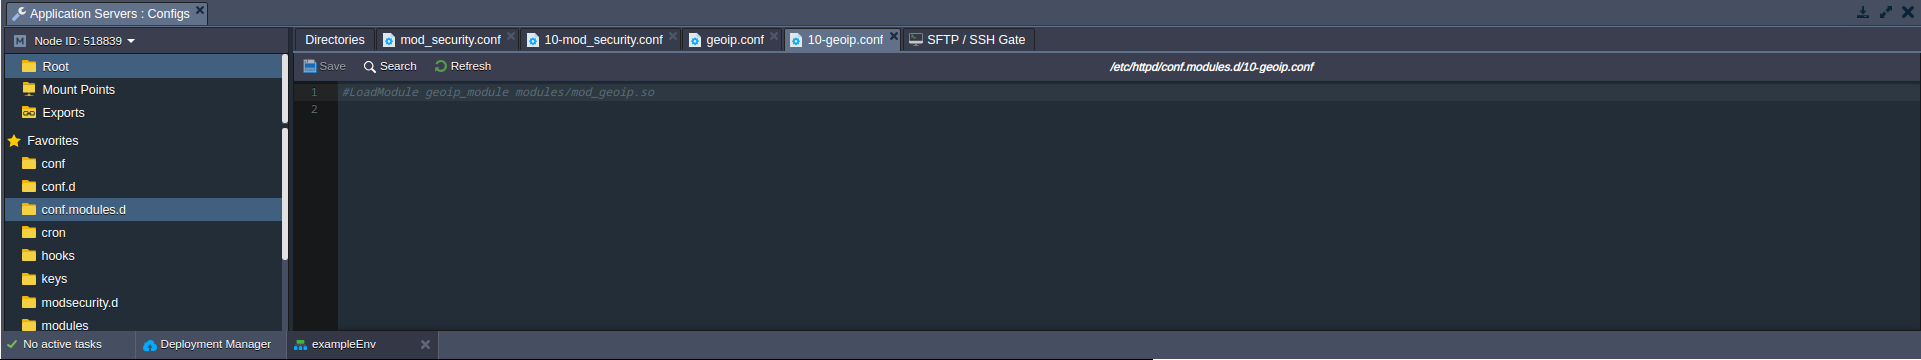 Application Servers : Configs
Node ID: 518839
Directories
mod_security.conf
10-mod_security.conf
geoip.conf
10-geoip.conf
SFTP / SSH Gate
Root
Mount Points
Exports
Favorites
conf
conf.d
conf.modules.d
cron
hooks
keys
modsecurity.d
modules
Save
Search
Refresh
/etc/httpd/conf.modules.d/10-geoip.conf
1 #LoadModule geoip_module modules/mod_geoip.so
2
No active tasks
Deployment Manager
exampleEnv